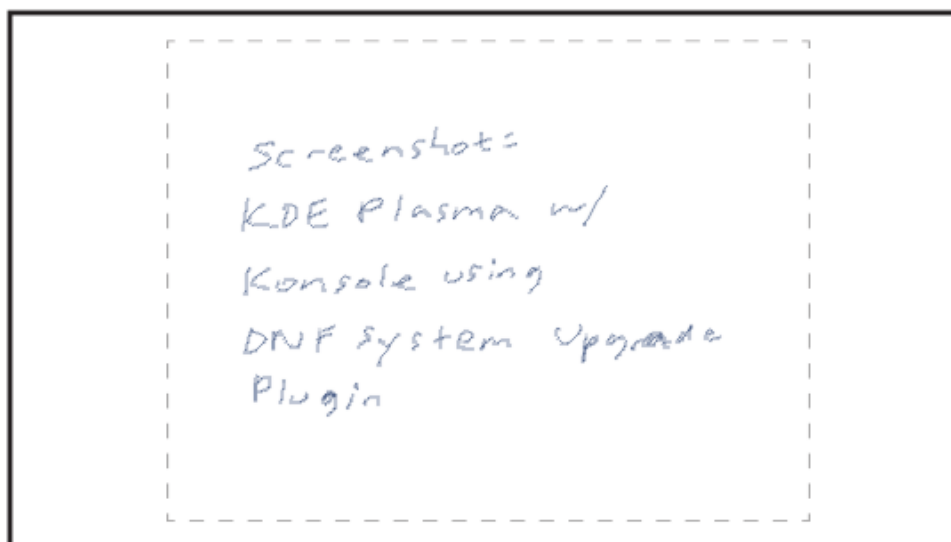 Screenshot:
KDE Plasma w/
Konsole using
DNF System Upgrade
Plugin